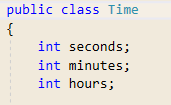 public class Time
{
    int seconds;
    int minutes;
    int hours;